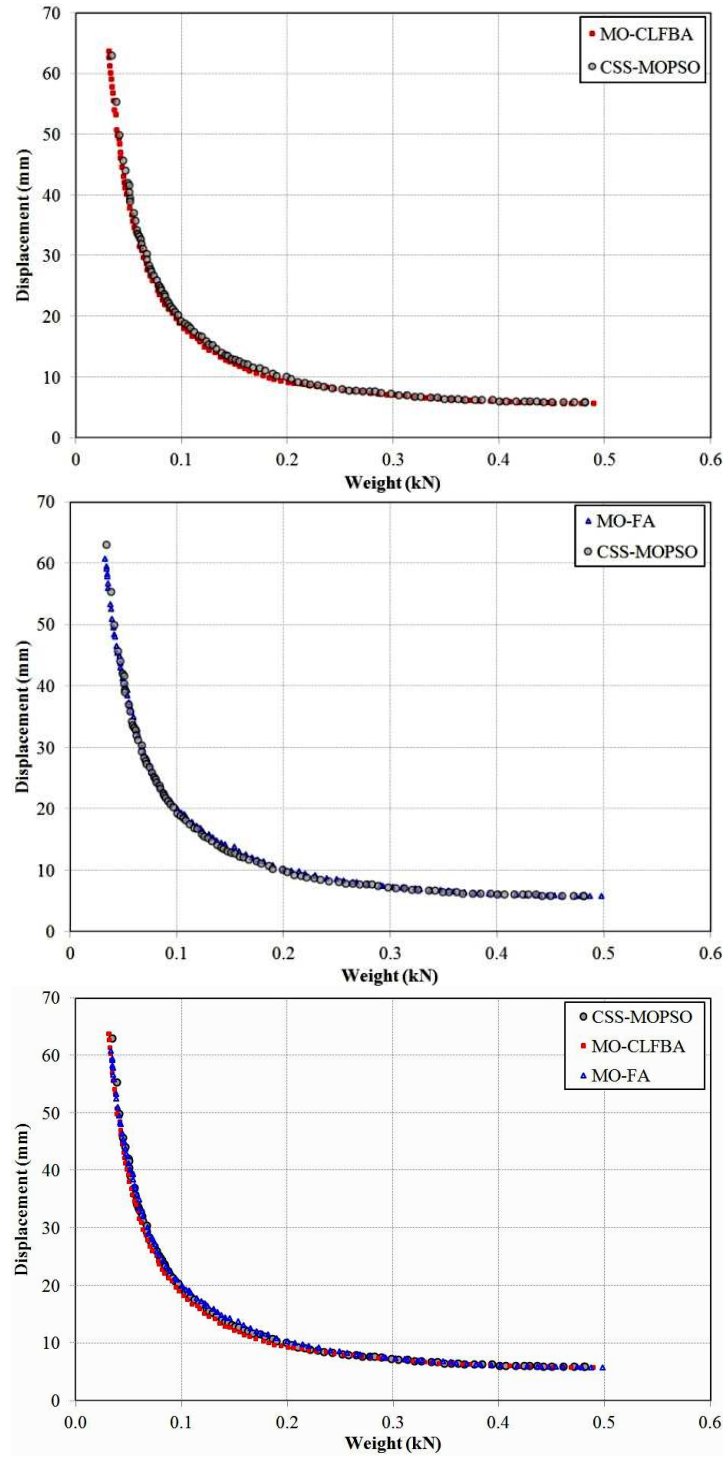 70
60
50
40
30
20
10
0
Displacement (mm)
MO-CLFBA
CSS-MOPSO
0 0.1 0.2 0.3 0.4 0.5 0.6
Weight (kN)
70
60
50
40
30
20
10
0
Displacement (mm)
MO-FA
CSS-MOPSO
0 0.1 0.2 0.3 0.4 0.5 0.6
Weight (kN)
70
60
50
40
30
20
10
0
Displacement (mm)
CSS-MOPSO
MO-CLFBA
MO-FA
0.0 0.1 0.2 0.3 0.4 0.5 0.6
Weight (kN)